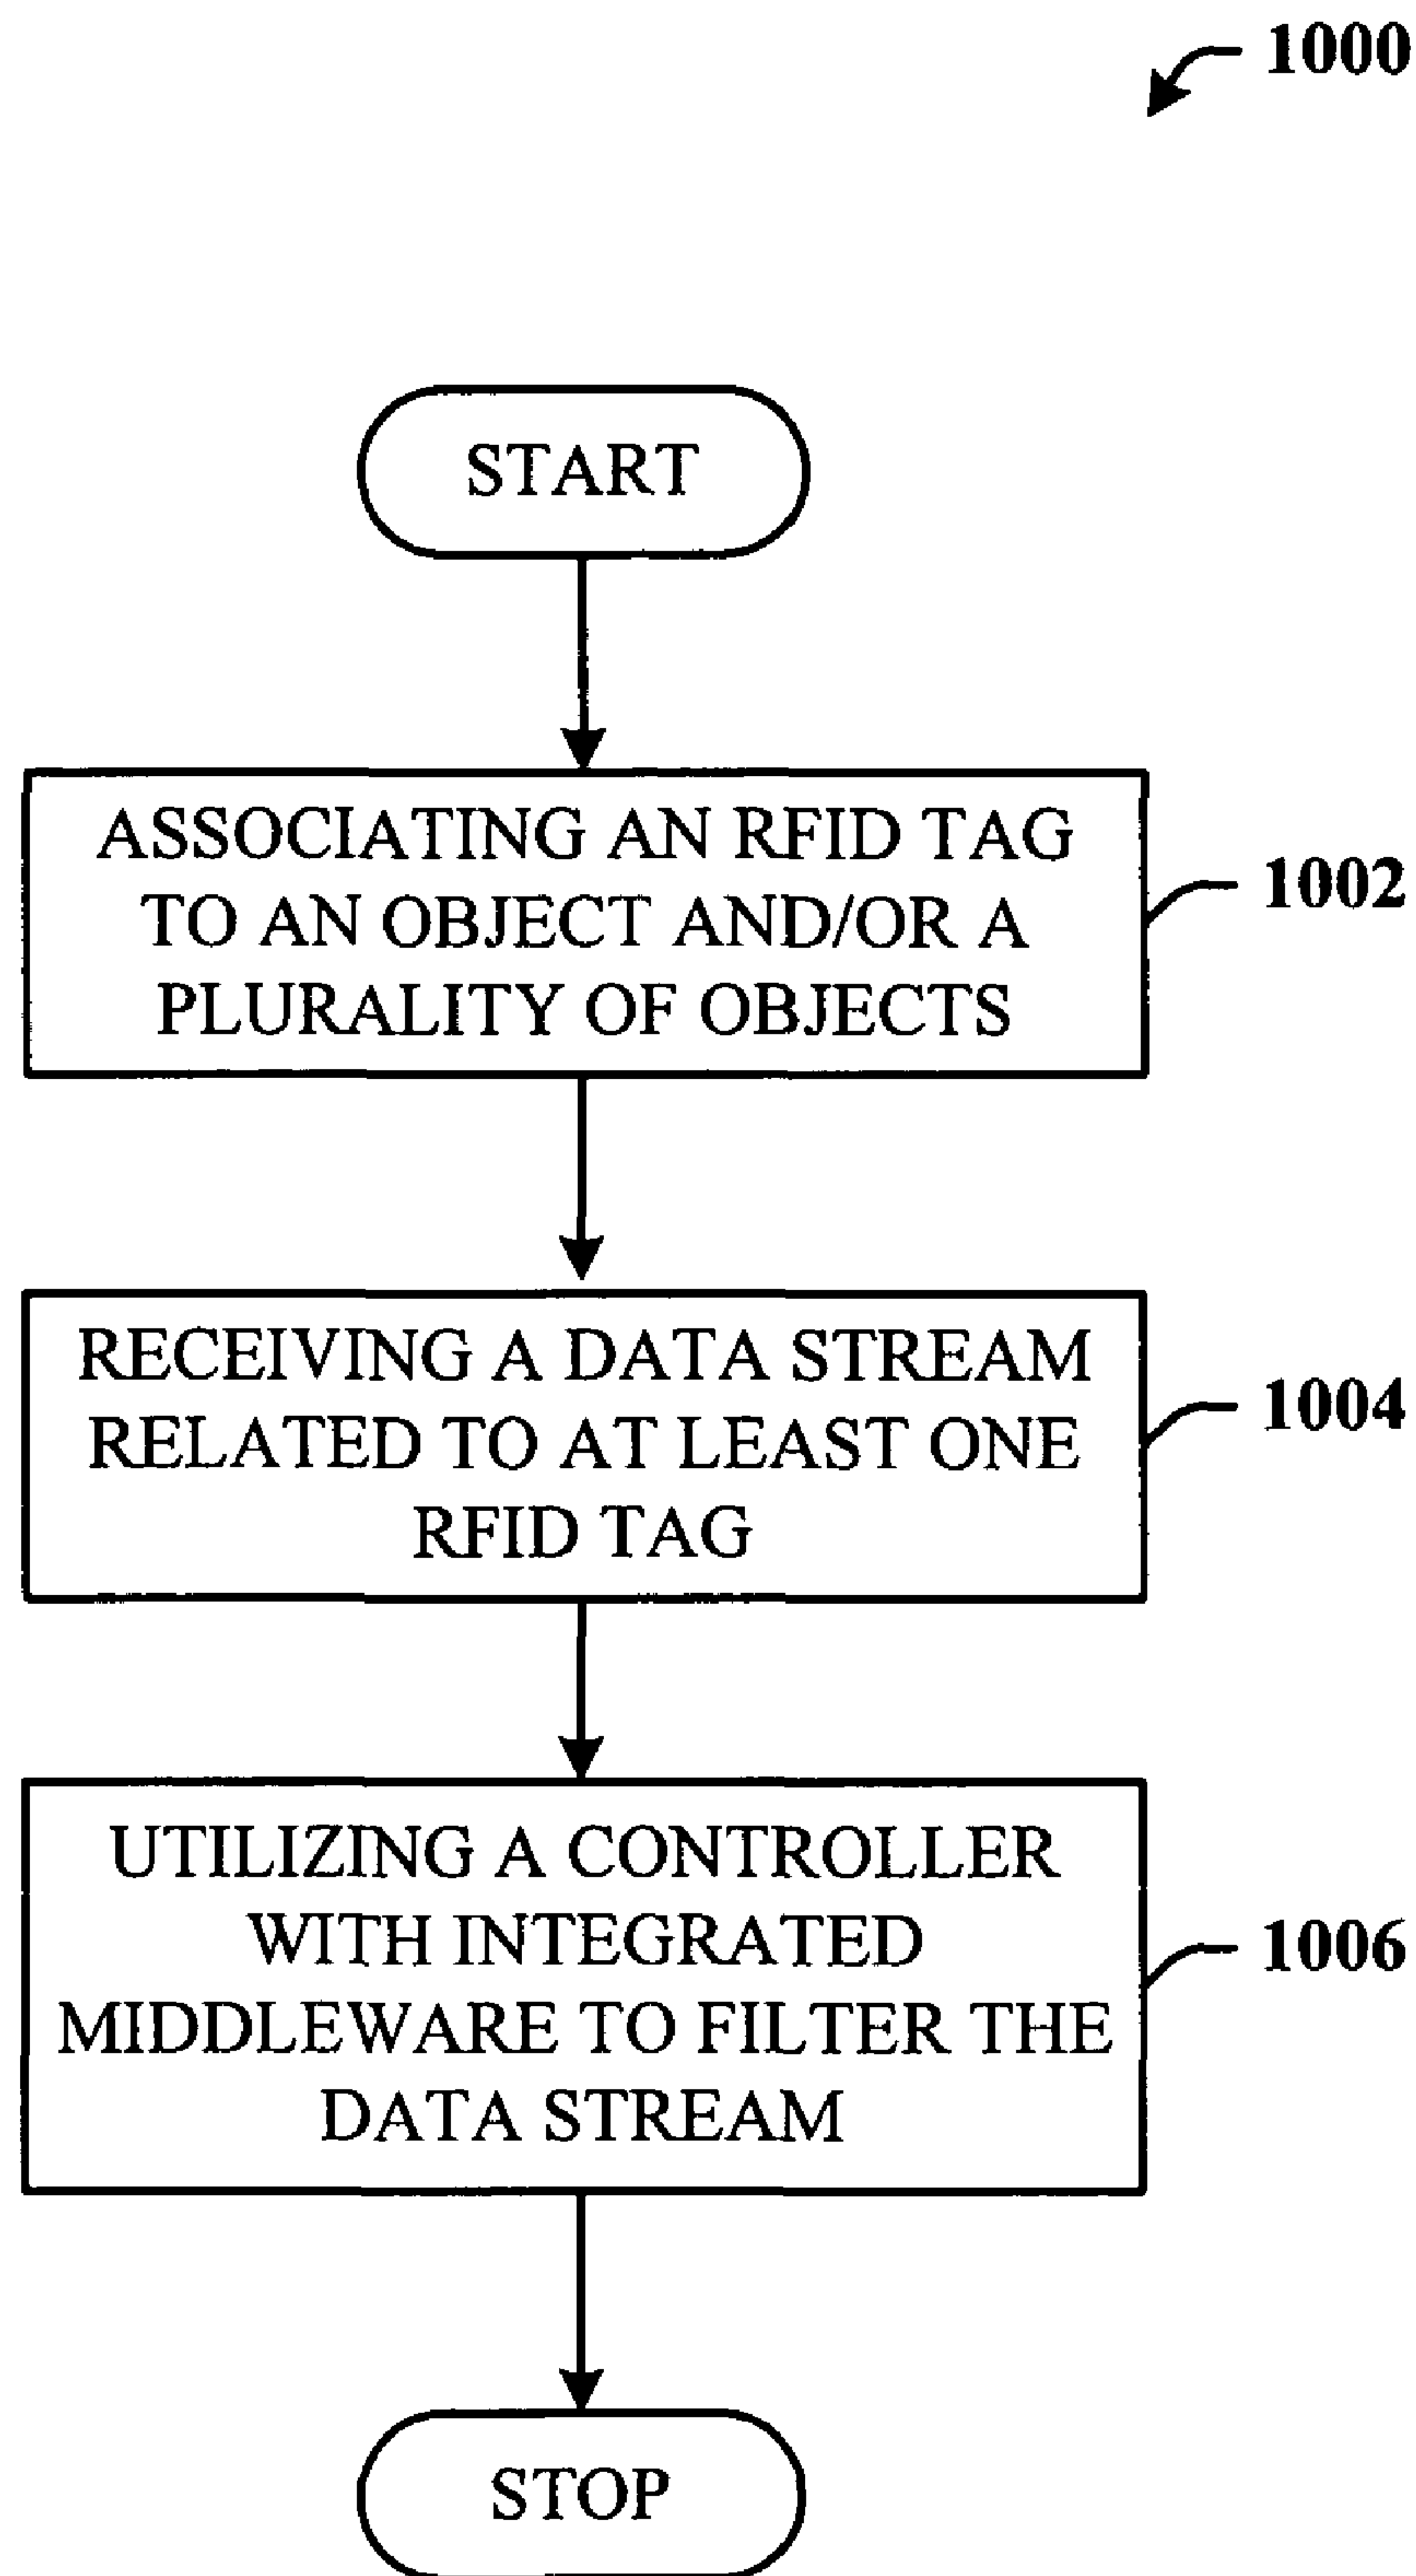 1000
START
ASSOCIATING AN RFID TAG
TO AN OBJECT AND/OR A
PLURALITY OF OBJECTS
1002
RECEIVING A DATA STREAM
RELATED TO AT LEAST ONE
RFID TAG
1004
UTILIZING A CONTROLLER
WITH INTEGRATED
MIDDLEWARE TO FILTER THE
DATA STREAM
1006
STOP